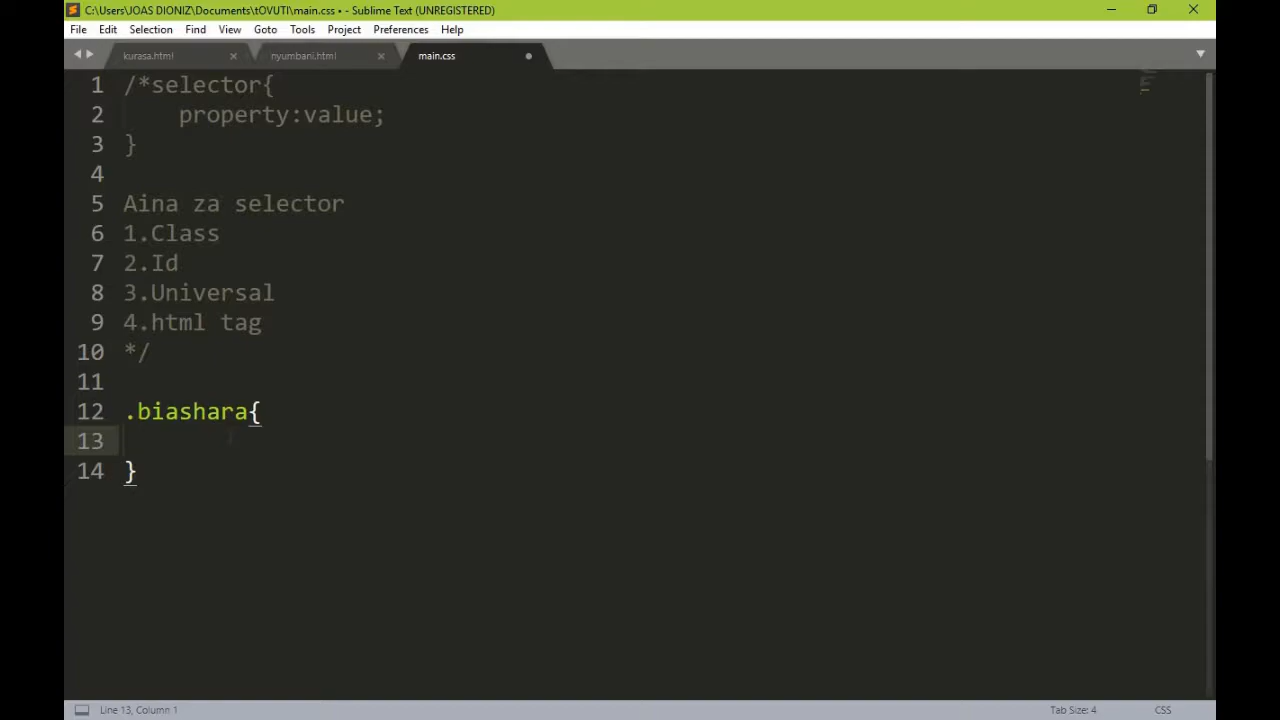 C:\Users\JOAS DIONIZ\Documents\tOVUTI\main.css • - Sublime Text (UNREGISTERED)
File Edit Selection Find View Goto Tools Project Preferences Help
kurasa.html nyumbani.html main.css
1 /*selector{
2     property:value;
3 }
4
5 Aina za selector
6 1.Class
7 2.Id
8 3.Universal
9 4.html tag
10 */
11
12 .biashara{
13
14 }
Line 13, Column 1 Tab Size: 4 CSS